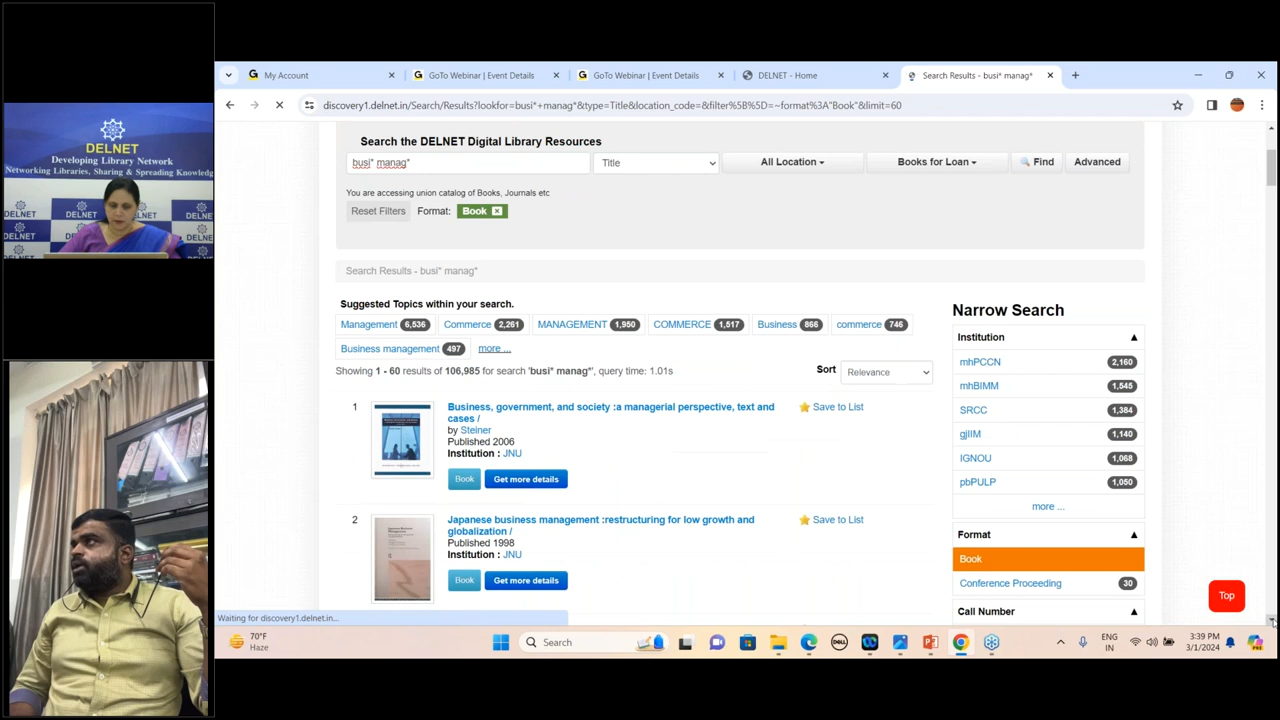 DELNET
Developing Library Network
Networking Libraries, Sharing & Spreading Knowledge
DELNET
DELNET
My Account
GoTo Webinar | Event Details
GoTo Webinar | Event Details
DELNET - Home
Search Results - busi* manag*
discovery1.delnet.in/Search/Results?lookfor=busi*+manag*&type=Title&location_code=&filter%5B%5D=~format%3A"Book"&limit=60
Search the DELNET Digital Library Resources
busi* manag*
Title
All Location
Books for Loan
Find
Advanced
You are accessing union catalog of Books, Journals etc
Reset Filters Format: Book
Search Results - busi* manag*
Suggested Topics within your search.
Management 6,536 Commerce 2,261 MANAGEMENT 1,950 COMMERCE 1,517 Business 866 commerce 746
Business management 497 more ...
Showing 1 - 60 results of 106,985 for search 'busi* manag*', query time: 1.01s
Sort Relevance
1
Business, government, and society :a managerial perspective, text and
cases /
by Steiner
Published 2006
Institution : JNU
Book Get more details
Save to List
2
Japanese business management :restructuring for low growth and
globalization /
Published 1998
Institution : JNU
Book Get more details
Save to List
Narrow Search
Institution
mhPCCN 2,160
mhBIMM 1,545
SRCC 1,384
gjIIM 1,140
IGNOU 1,068
pbPULP 1,050
more ...
Format
Book
Conference Proceeding 30
Call Number
Top
Waiting for discovery1.delnet.in...
70°F
Haze
Search
ENG
IN
3:39 PM
3/1/2024